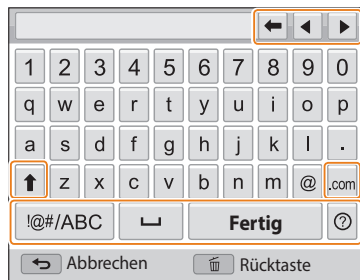 1 2 3 4 5 6 7 8 9 0
q w e r t y u i o p
a s d f g h j k l .
z x c v b n m @ .com
!@#/ABC Fertig ?
Abbrechen Rücktaste